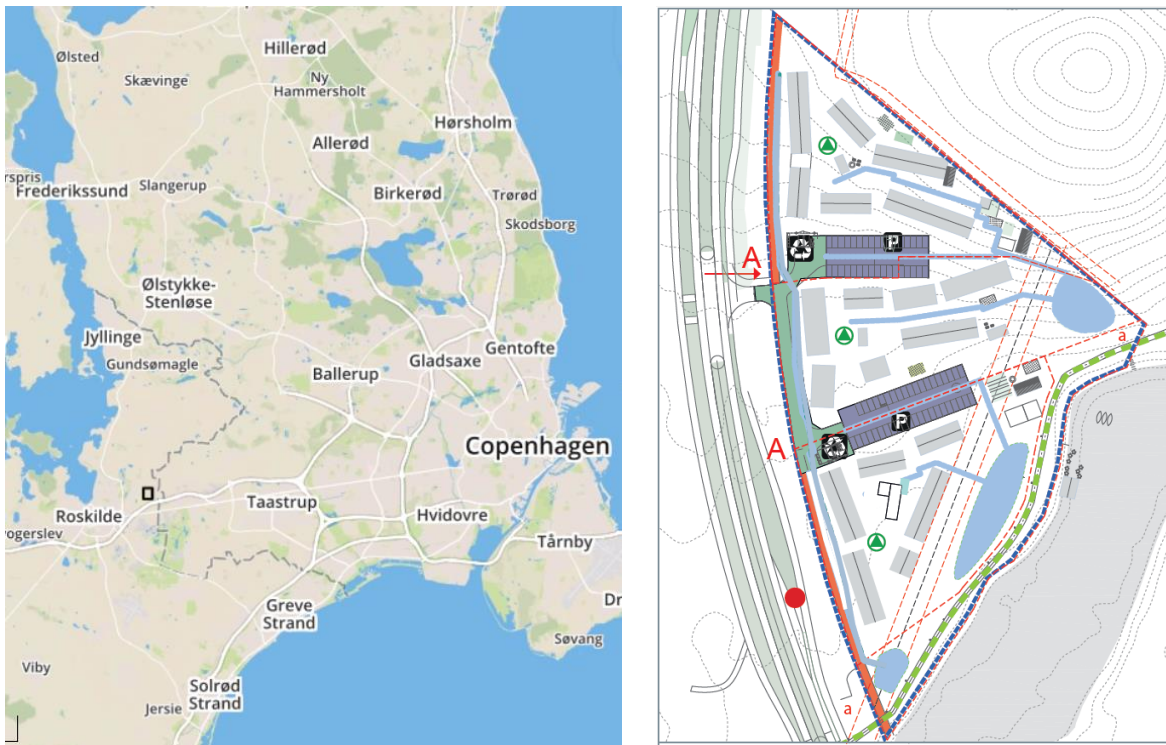 Ølsted
Hillerød
Skævinge
Ny
Hammersholt
Hørsholm
Allerød
rspris
Frederikssund
Slangerup
Birkerød
Trørød
Skodsborg
Ølstykke-
Stenløse
Jyllinge
Gundsømagle
Gentofte
Gladsaxe
Ballerup
Copenhagen
Roskilde
Taastrup
Hvidovre
vogerslev
Tårnby
Greve
Strand
Dr
Søvang
Viby
Solrød
Strand
Jersie
P
A
a
P
A
a